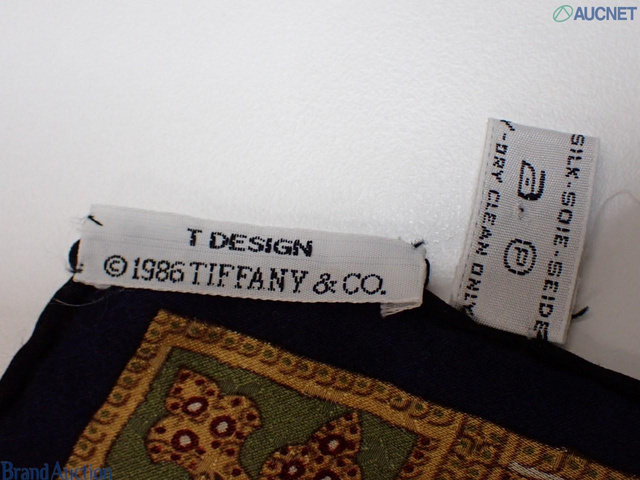 AUCNET
T DESIGN
©1986 TIFFANY & CO.
SILK-SOIE-SEIDE
Y-DRY CLEAN ONLY
Brand Auction